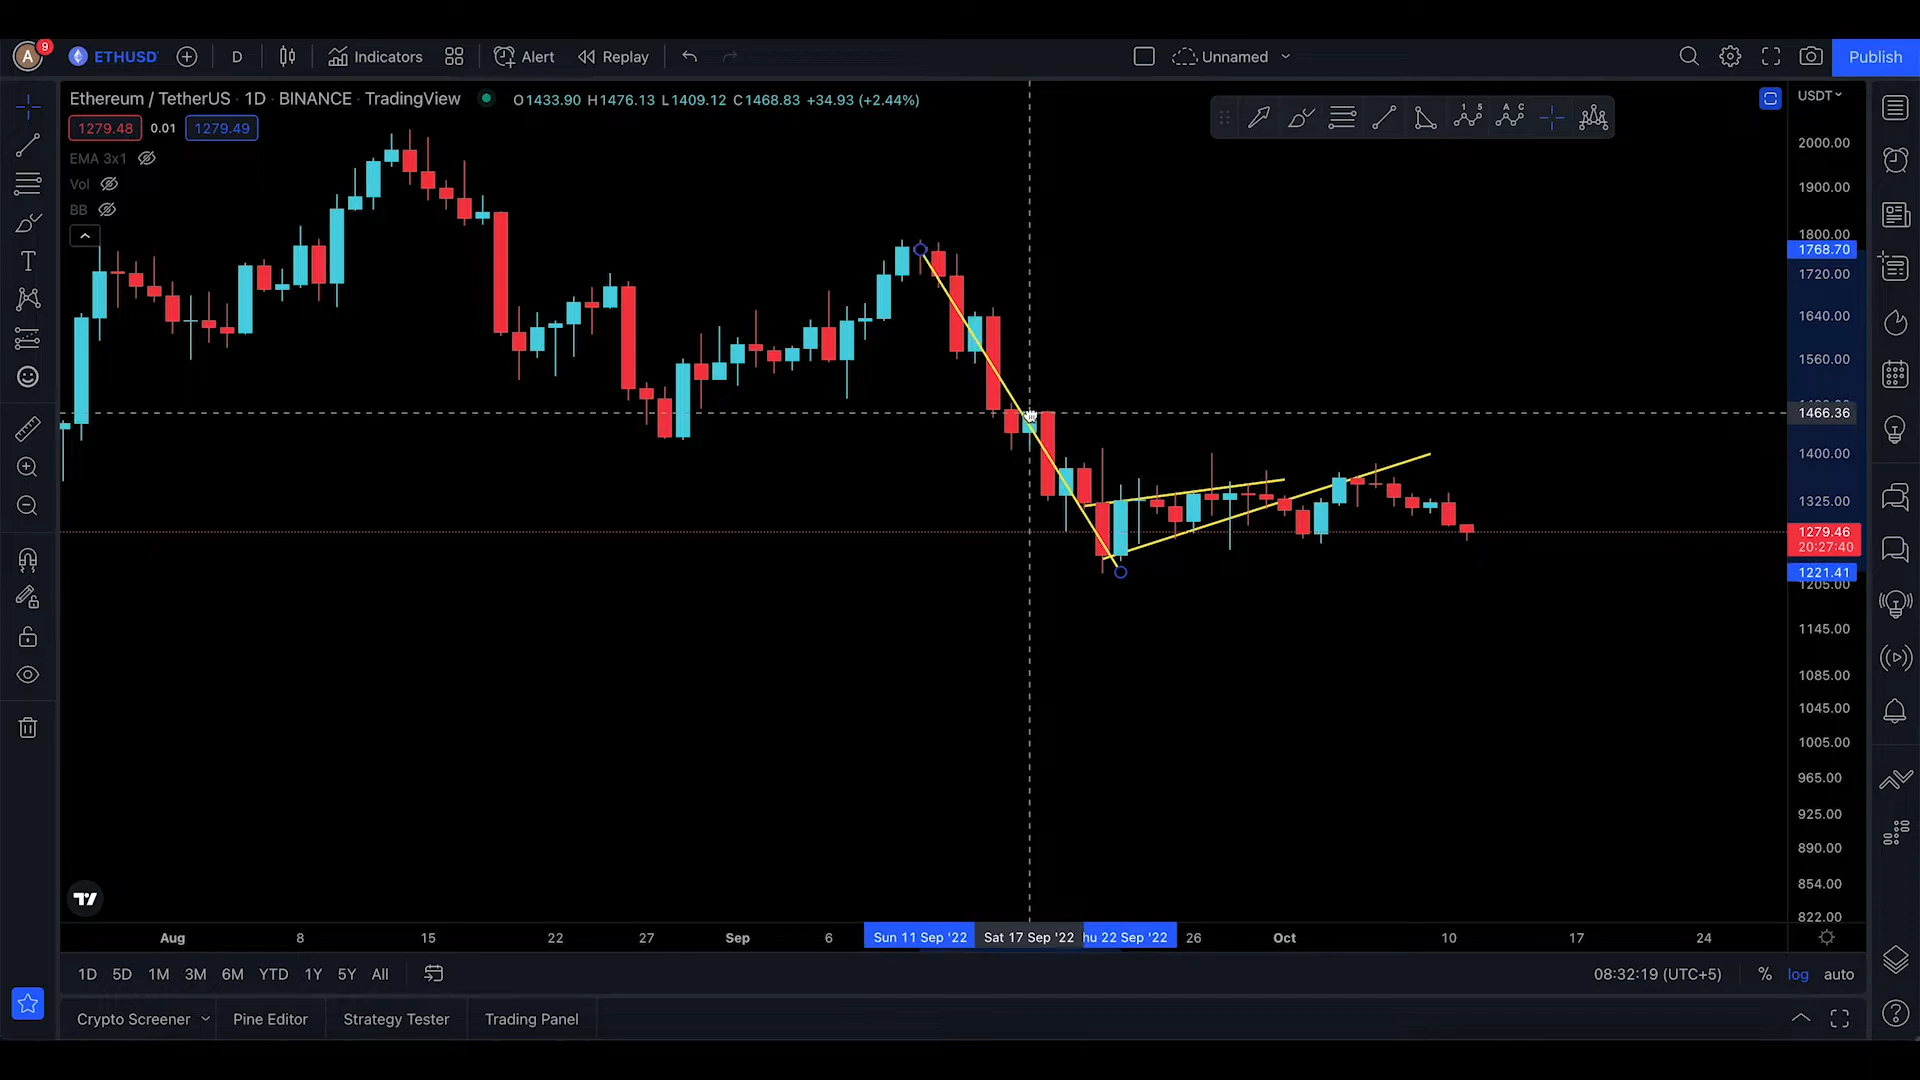 A 9 ETHUSD D Indicators Alert Replay Unnamed Publish
Ethereum / TetherUS · 1D · BINANCE · TradingView O1433.90 H1476.13 L1409.12 C1468.83 +34.93 (+2.44%)
1279.48 0.01 1279.49
EMA 3x1
Vol
BB
USDT
2000.00
1900.00
1800.00
1768.70
1720.00
1640.00
1560.00
1466.36
1400.00
1325.00
1279.46
20:27:40
1221.41
1205.00
1145.00
1085.00
1045.00
1005.00
965.00
925.00
890.00
854.00
822.00
Aug 8 15 22 27 Sep 6 Sun 11 Sep '22 Sat 17 Sep '22 hu 22 Sep '22 26 Oct 10 17 24
1D 5D 1M 3M 6M YTD 1Y 5Y All 08:32:19 (UTC+5) % log auto
Crypto Screener Pine Editor Strategy Tester Trading Panel